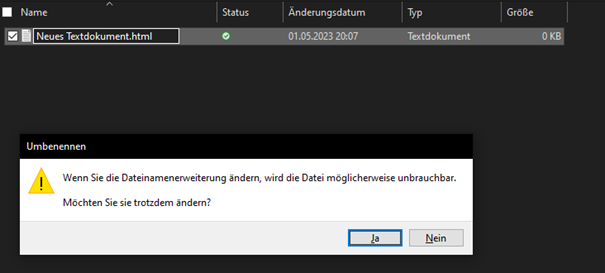 Name Status Änderungsdatum Typ Größe
Neues Textdokument.html 01.05.2023 20:07 Textdokument 0 KB
Umbenennen
Wenn Sie die Dateinamenerweiterung ändern, wird die Datei möglicherweise unbrauchbar.
Möchten Sie sie trotzdem ändern?
Ja Nein